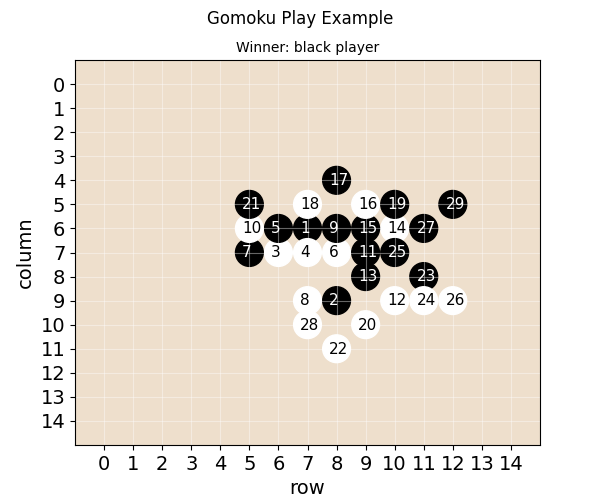 Gomoku Play Example
Winner: black player
0
1
2
3
4 17
5 21 18 16 19 29
6 10 5 1 9 15 14 27
7 7 3 4 6 11 25
8 13 23
9 8 2 12 24 26
10 28 20
11 22
12
13
14
column
0 1 2 3 4 5 6 7 8 9 10 11 12 13 14
row